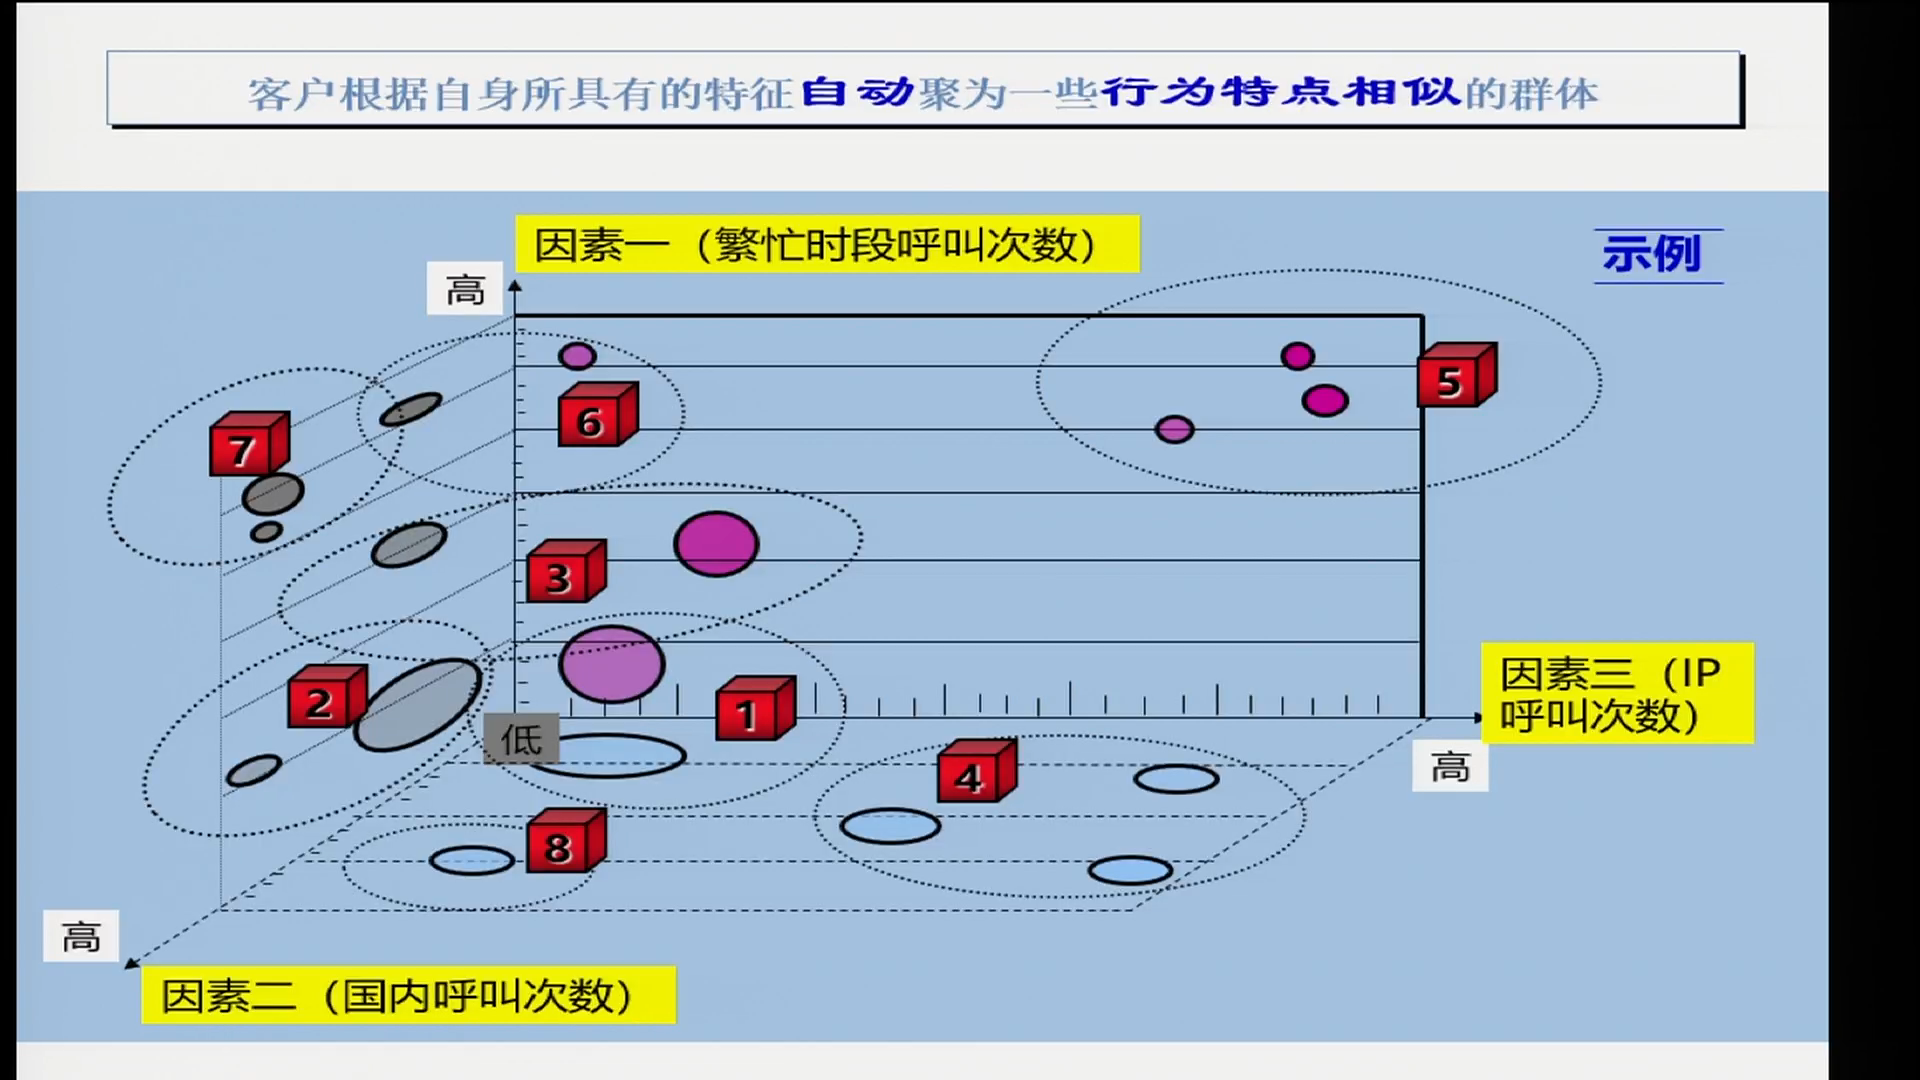 客户根据自身所具有的特征自动聚为一些行为特点相似的群体
因素一（繁忙时段呼叫次数）
示例
高
5
6
7
3
2
1
因素三（IP
呼叫次数）
低
高
4
8
高
因素二（国内呼叫次数）